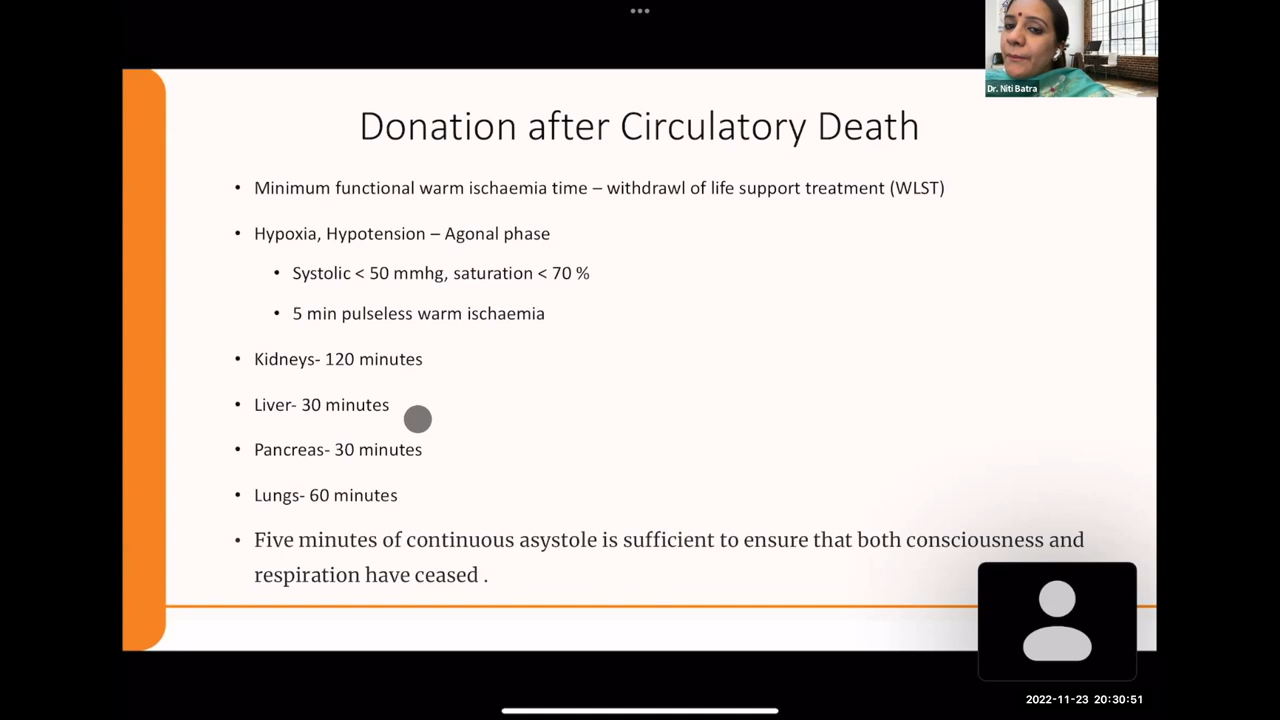 Dr. Niti Batra
Donation after Circulatory Death
• Minimum functional warm ischaemia time – withdrawl of life support treatment (WLST)
• Hypoxia, Hypotension – Agonal phase
• Systolic < 50 mmhg, saturation < 70 %
• 5 min pulseless warm ischaemia
• Kidneys- 120 minutes
• Liver- 30 minutes
• Pancreas- 30 minutes
• Lungs- 60 minutes
• Five minutes of continuous asystole is sufficient to ensure that both consciousness and
respiration have ceased .
2022-11-23 20:30:51